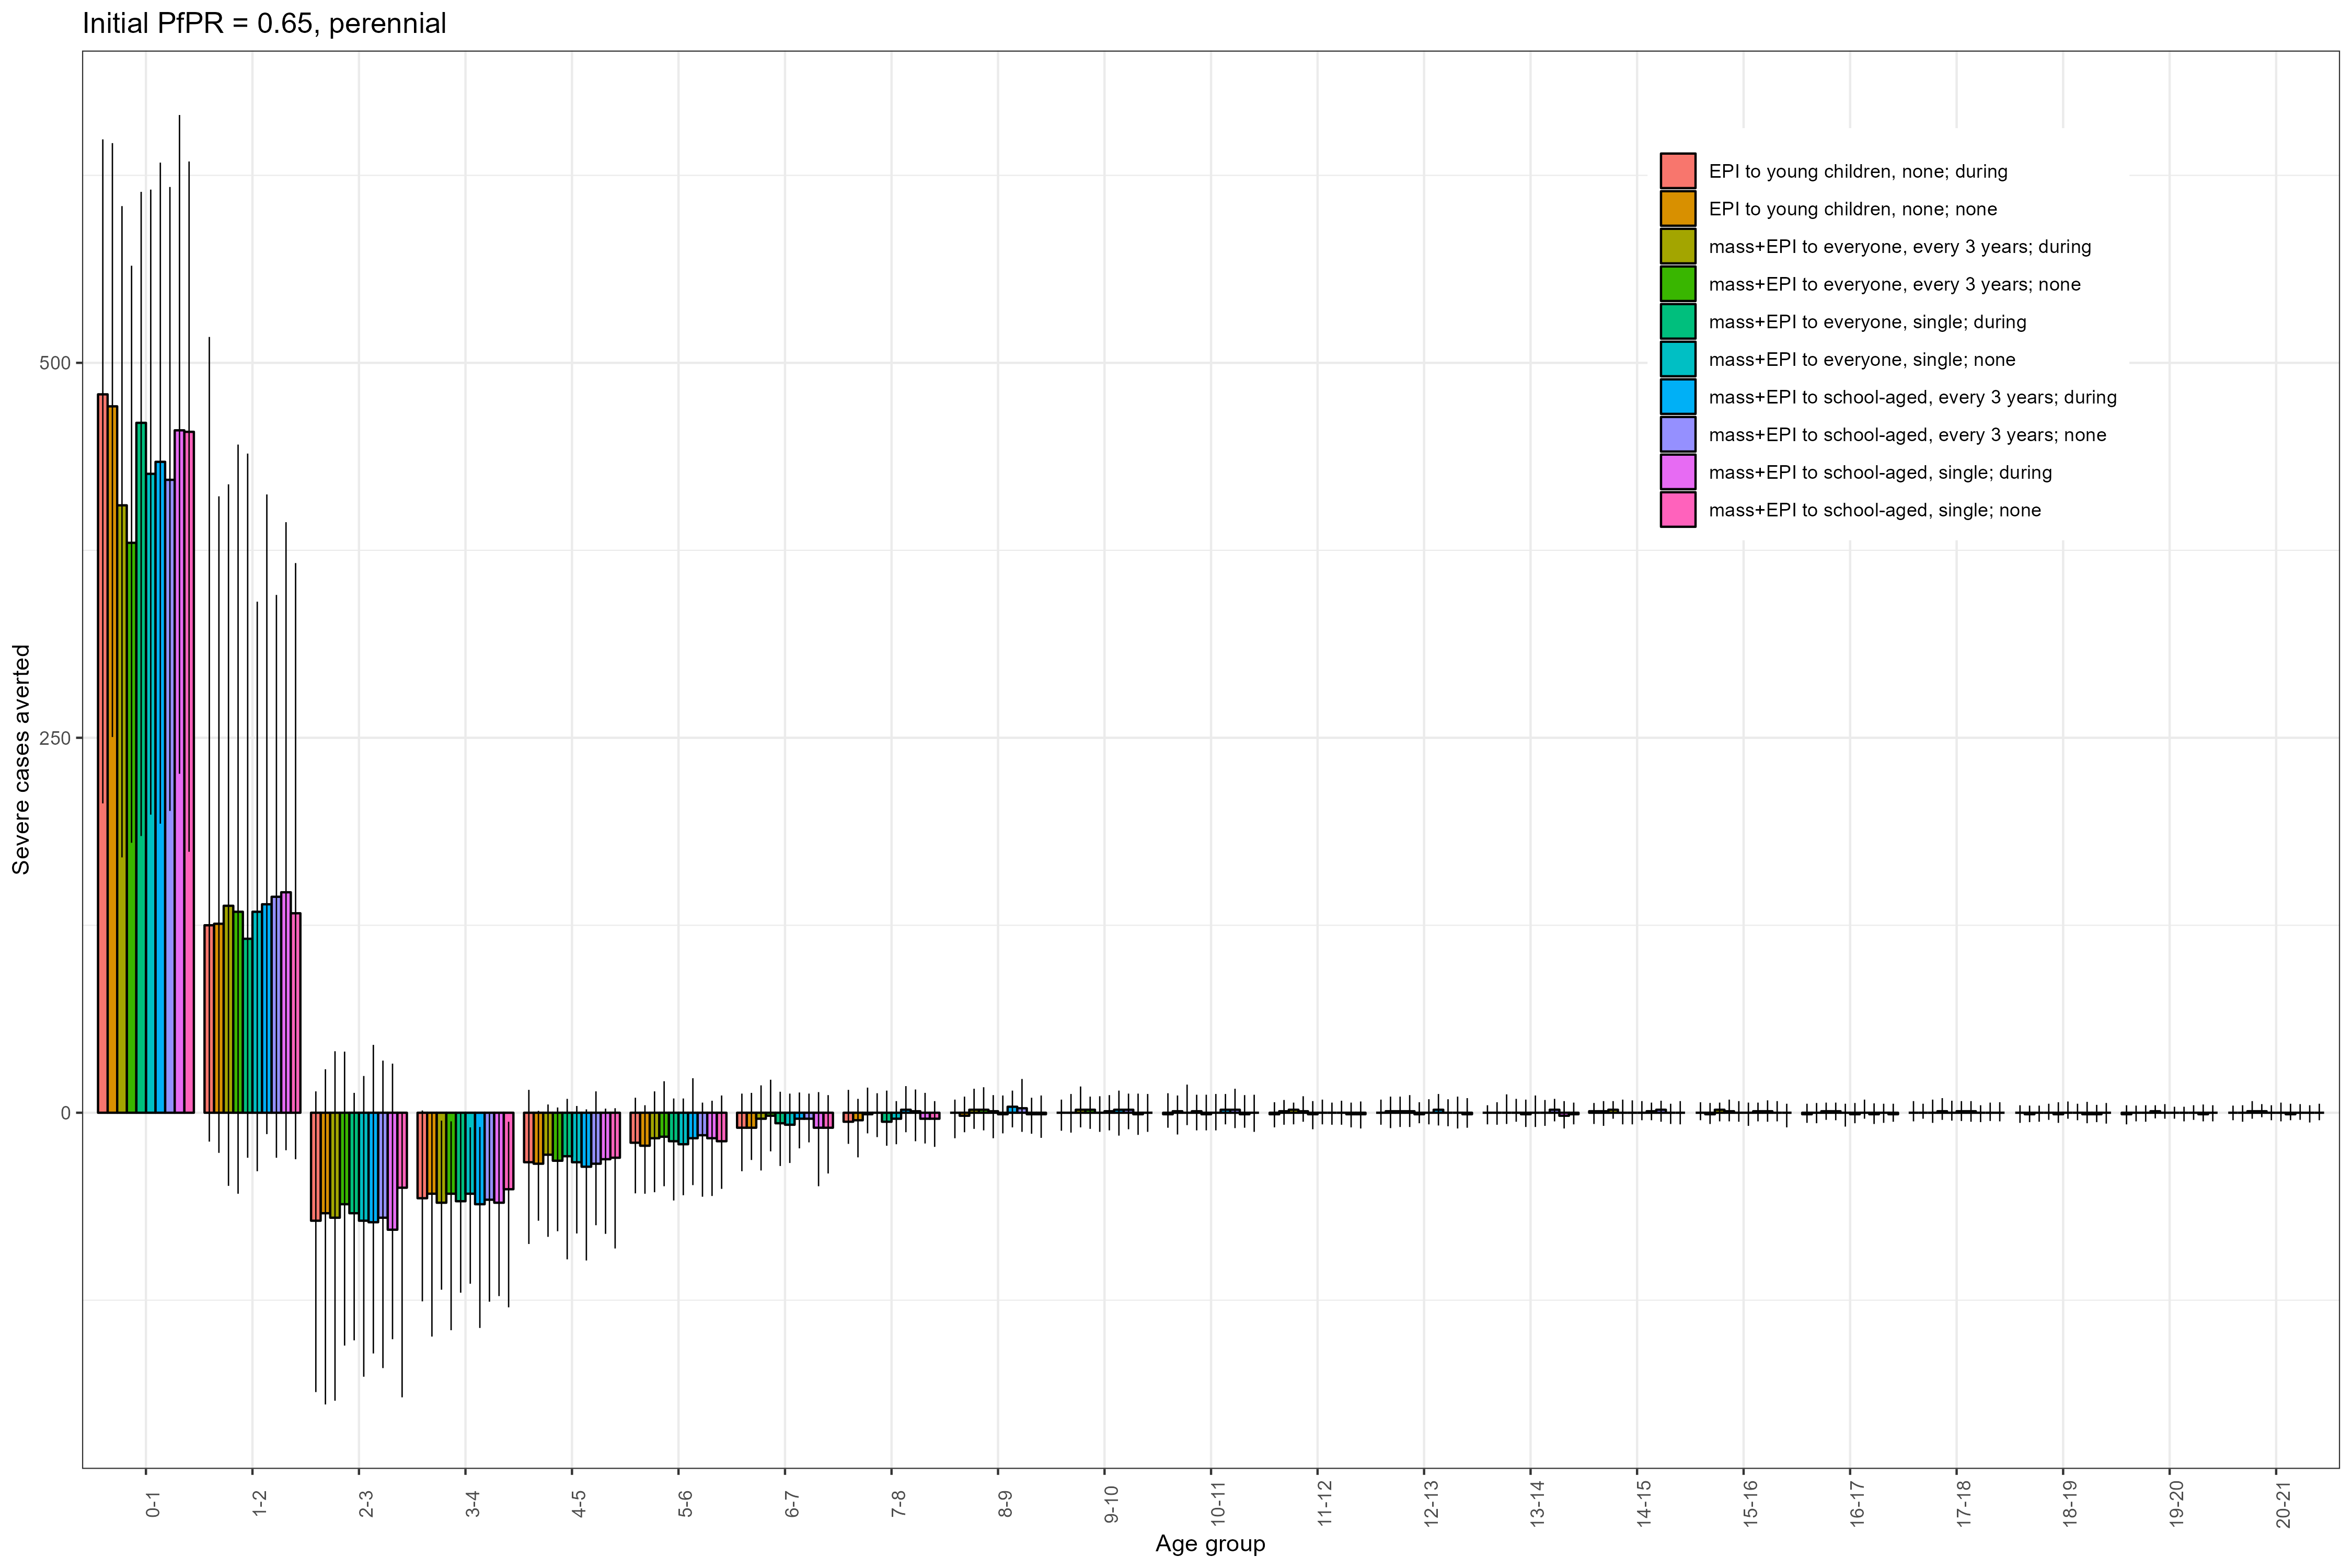 Initial PfPR = 0.65, perennial
Severe cases averted
500
250
0
EPI to young children, none; during
EPI to young children, none; none
mass+EPI to everyone, every 3 years; during
mass+EPI to everyone, every 3 years; none
mass+EPI to everyone, single; during
mass+EPI to everyone, single; none
mass+EPI to school-aged, every 3 years; during
mass+EPI to school-aged, every 3 years; none
mass+EPI to school-aged, single; during
mass+EPI to school-aged, single; none
0-1
1-2
2-3
3-4
4-5
5-6
6-7
7-8
8-9
9-10
10-11
11-12
12-13
13-14
14-15
15-16
16-17
17-18
18-19
19-20
20-21
Age group